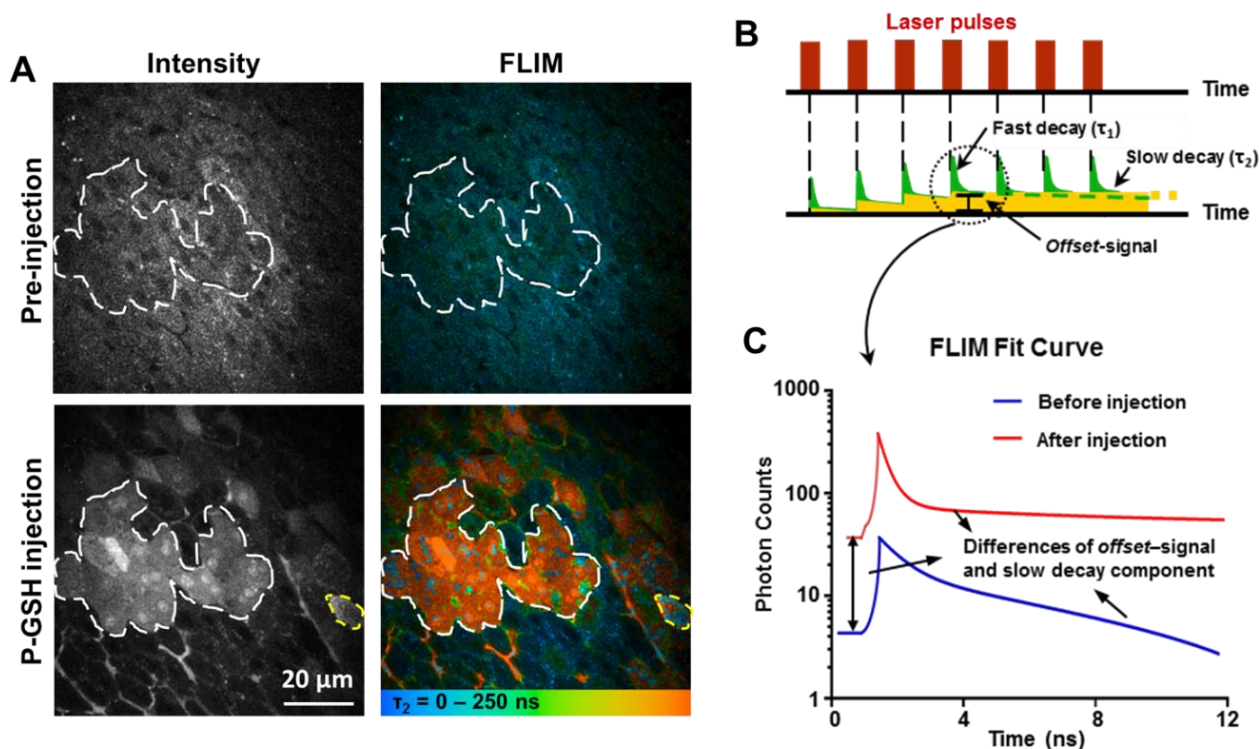 A
Intensity
FLIM
Pre-injection
P-GSH injection
20 µm
τ2 = 0 – 250 ns
B
Laser pulses
Time
Fast decay (τ1)
Slow decay (τ2)
Time
Offset-signal
C
FLIM Fit Curve
1000
100
10
1
Photon Counts
Before injection
After injection
Differences of offset–signal
and slow decay component
0
4
8
12
Time (ns)